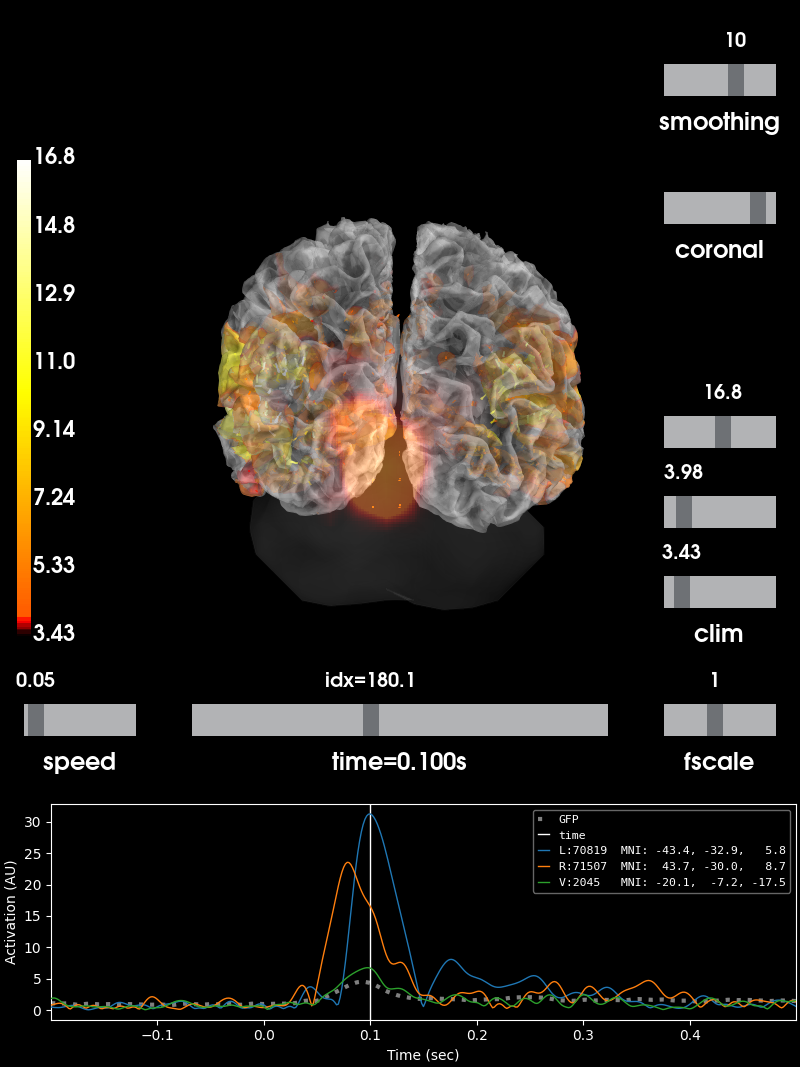 10
smoothing
16.8
14.8
12.9
11.0
9.14
7.24
5.33
3.43
coronal
16.8
3.98
3.43
clim
0.05
speed
idx=180.1
time=0.100s
1
fscale
Activation (AU)
30
25
20
15
10
5
0
GFP
time
L:70819 MNI: -43.4, -32.9, 5.8
R:71507 MNI: 43.7, -30.0, 8.7
V:2045 MNI: -20.1, -7.2, -17.5
−0.1 0.0 0.1 0.2 0.3 0.4
Time (sec)